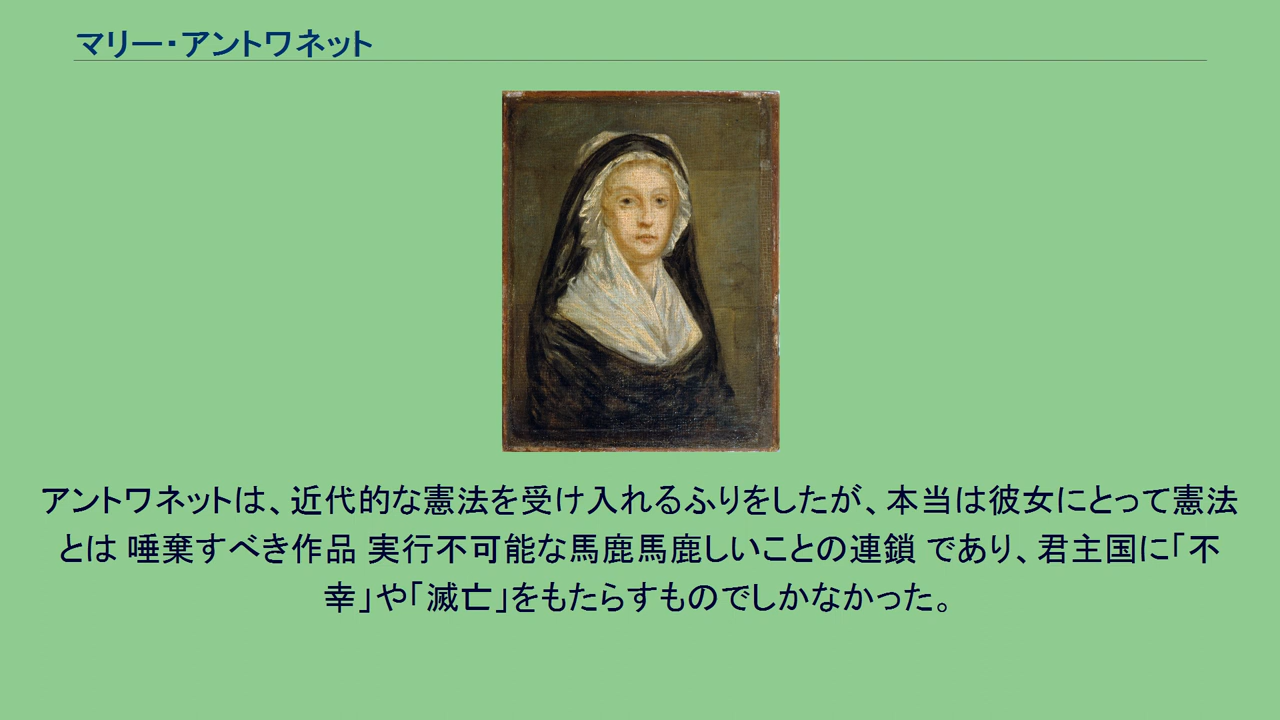 マリー・アントワネット
アントワネットは、近代的な憲法を受け入れるふりをしたが、本当は彼女にとって憲法
とは 唾棄すべき作品 実行不可能な馬鹿馬鹿しいことの連鎖 であり、君主国に「不
幸」や「滅亡」をもたらすものでしかなかった。